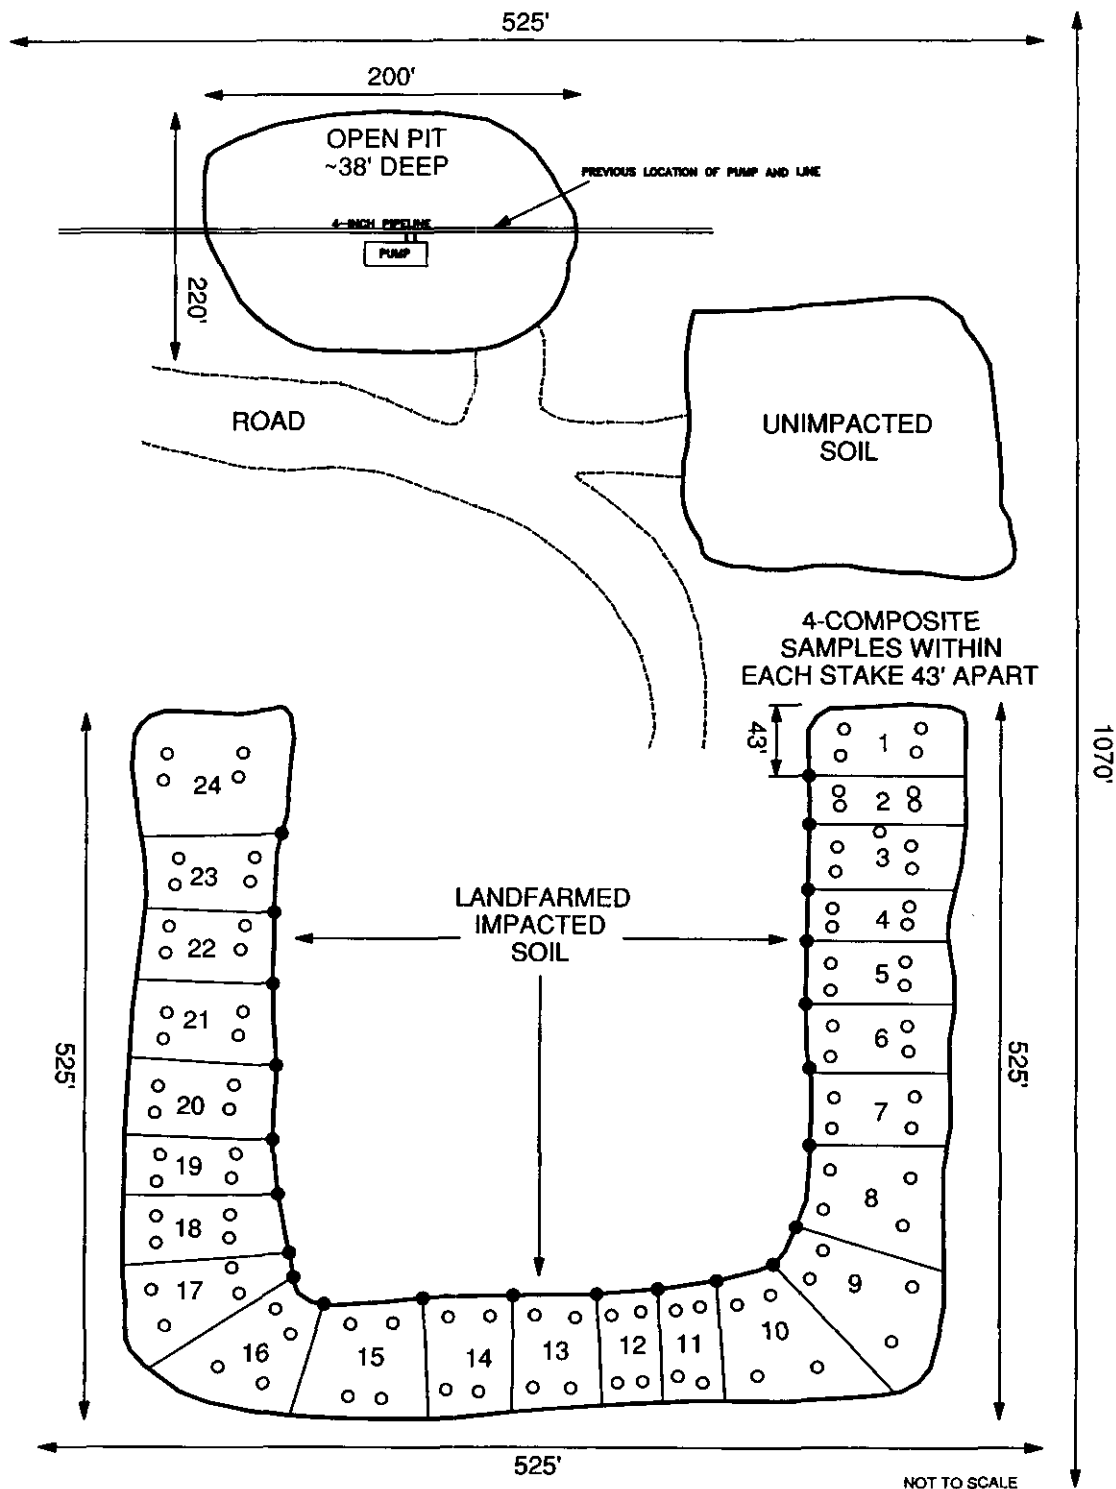 525'
200'
OPEN PIT
~38' DEEP
PREVIOUS LOCATION OF PUMP AND LINE
4-INCH PIPELINE
PUMP
220'
ROAD
UNIMPACTED
SOIL
4-COMPOSITE
SAMPLES WITHIN
EACH STAKE 43' APART
43'
1070'
1
24
2
3
23
LANDFARMED
IMPACTED
SOIL
4
22
5
21
6
525'
525'
20
7
19
8
18
17
9
16
15
14
13
12
11
10
525'
NOT TO SCALE